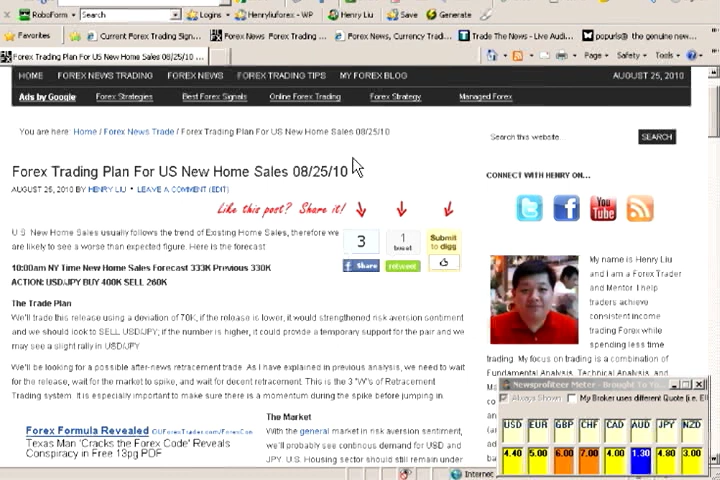 RoboForm Search Logins Henryliuforex - WP Henry Liu Save Generate
Favorites Current Forex Trading Sign... Forex News Forex Trading ... Forex News, Currency Trad... Trade The News - Live Audi... popurls@ the genuine new...
Forex Trading Plan For US New Home Sales 08/25/10 ...
Page Safety Tools
HOME FOREX NEWS TRADING FOREX NEWS FOREX TRADING TIPS MY FOREX BLOG AUGUST 25, 2010
Ads by Google Forex Strategies Best Forex Signals Online Forex Trading Forex Strategy Managed Forex
You are here: Home / Forex News Trade / Forex Trading Plan For US New Home Sales 08/25/10
Search this website... SEARCH
Forex Trading Plan For US New Home Sales 08/25/10
AUGUST 25, 2010 BY HENRY LIU • LEAVE A COMMENT (EDIT)
Like this post? Share it!
U.S. New Home Sales usually follows the trend of Existing Home Sales, therefore we
are likely to see a worse than expected figure. Here is the forecast
3
Share
1
tweet
retweet
Submit
to digg
10:00am NY Time New Home Sales Forecast 333K Previous 330K
ACTION: USD/JPY BUY 400K SELL 260K
The Trade Plan
We'll trade this release using a deviation of 70K, if the release is lower, it would strengthened risk aversion sentiment
and we should look to SELL USD/JPY; if the number is higher, it could provide a temporary support for the pair and we
may see a slight rally in USD/JPY
We'll be looking for a possible after-news retracement trade. As I have explained in previous analysis, we need to wait
for the release, wait for the market to spike, and wait for decent retracement. This is the 3 "W's of Retracement
Trading system. It is especially important to make sure there is a momentum during the spike before jumping in.
Forex Formula Revealed OUForexTrader.com/ForexCon
Texas Man 'Cracks the Forex Code' Reveals
Conspiracy in Free 13pg PDF
The Market
With the general market risk aversion sentiment,
we'll probably see continous demand for USD and
JPY. U.S. Housing sector should still remain under
CONNECT WITH HENRY ON...
You
Tube
My name is Henry Liu
and I am a Forex Trader
and Mentor. I help
traders achieve
consistent income
trading Forex while
spending less time
trading. My focus on trading is a combination of
Fundamental Analysis, Technical Analysis, and
Newsprofiteer Meter - Brought To Yo...
Always Shown My Broker uses different Quote (i.e. E
USD EUR GBP CHF CAD AUD JPY NZD
4.40 5.00 6.00 7.00 4.00 1.30 4.80 3.00
Internet